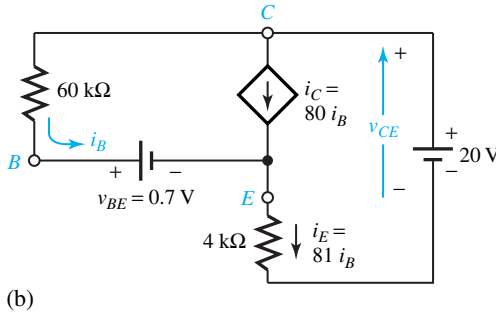 C
+
60 kΩ
i_C =
80 i_B
v_CE
+
20 V
−
i_B
B
+ −
v_BE = 0.7 V
−
E
4 kΩ
i_E =
81 i_B
(b)